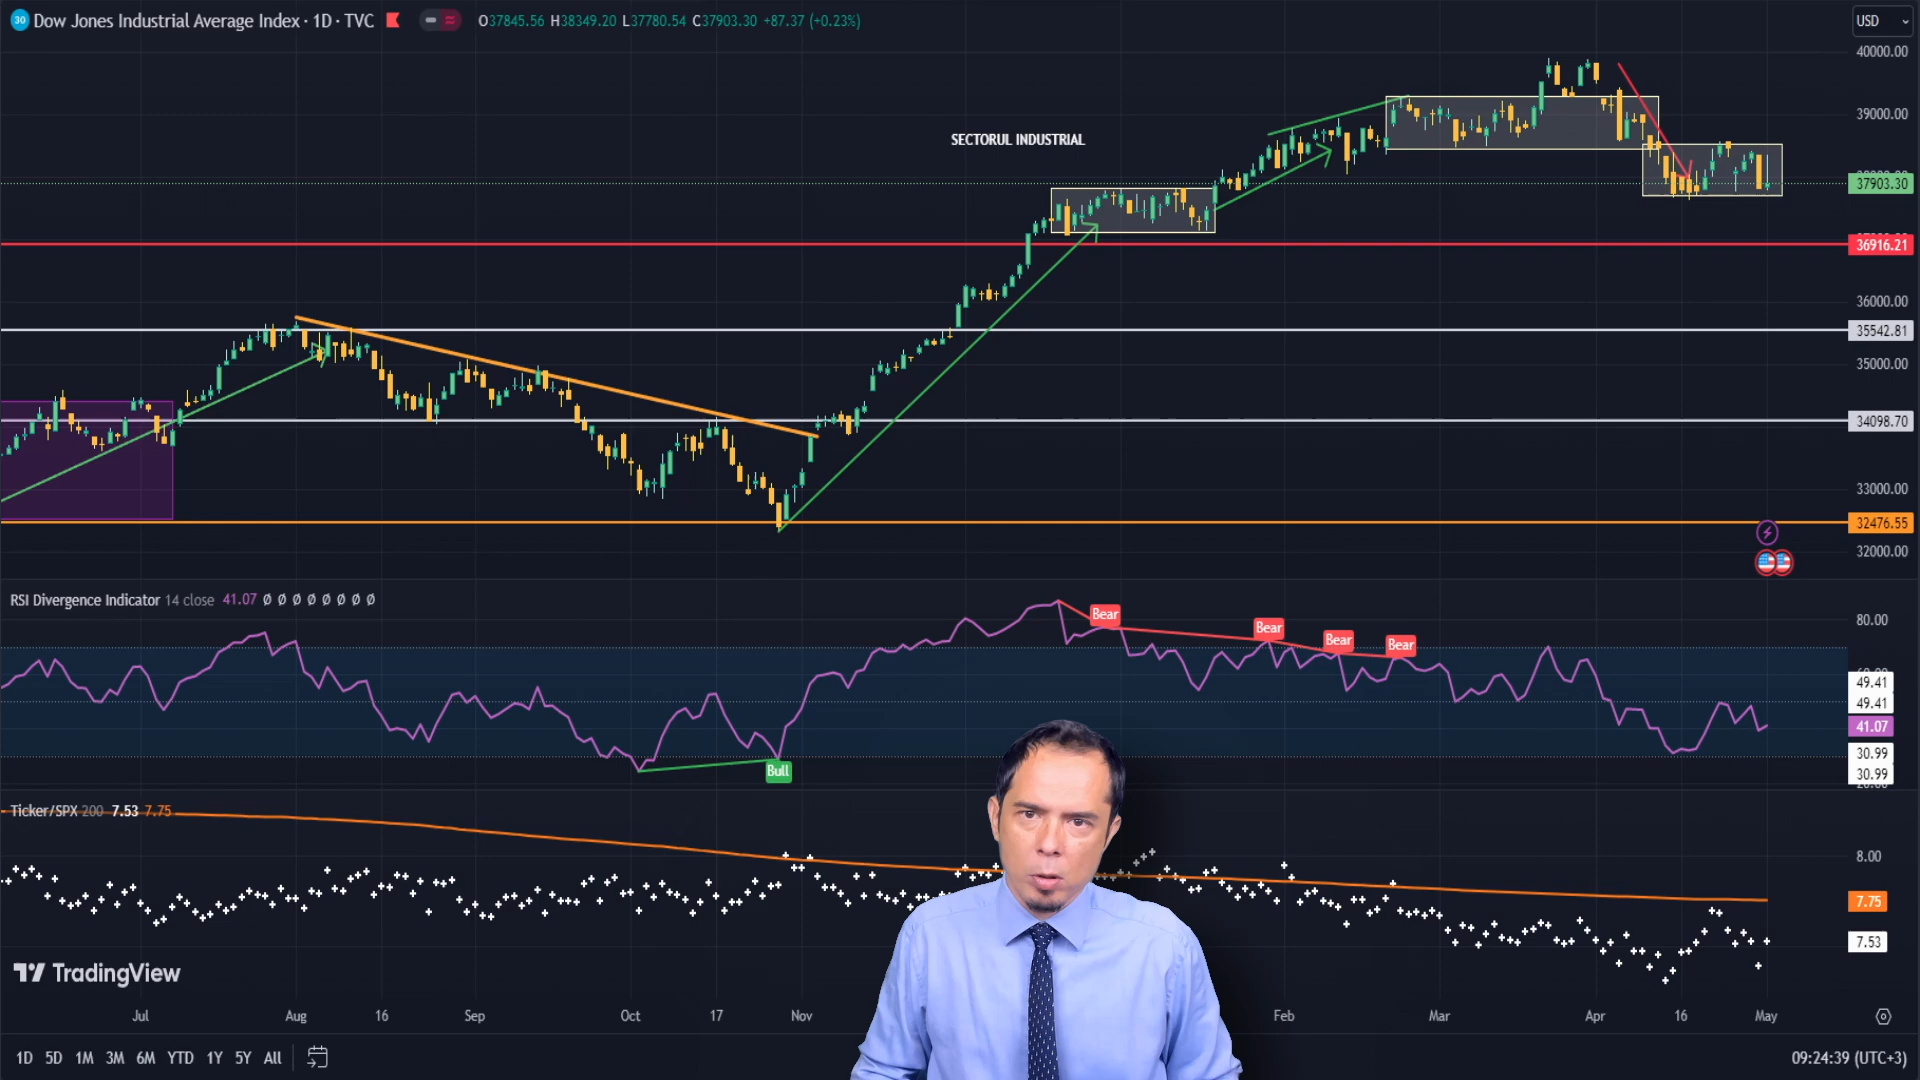 30 Dow Jones Industrial Average Index · 1D · TVC O37845.56 H38349.20 L37780.54 C37903.30 +87.37 (+0.23%)
USD
40000.00
39000.00
SECTORUL INDUSTRIAL
37903.30
36916.21
36000.00
35542.81
35000.00
34098.70
33000.00
32476.55
32000.00
RSI Divergence Indicator 14 close 41.07 Ø Ø Ø Ø Ø Ø Ø Ø
Bear
Bear
Bear
Bear
Bull
80.00
49.41
49.41
41.07
30.99
30.99
Ticker/SPX 200 7.53 7.75
8.00
7.75
7.53
TradingView
Jul Aug 16 Sep Oct 17 Nov Feb Mar Apr 16 May
1D 5D 1M 3M 6M YTD 1Y 5Y All
09:24:39 (UTC+3)